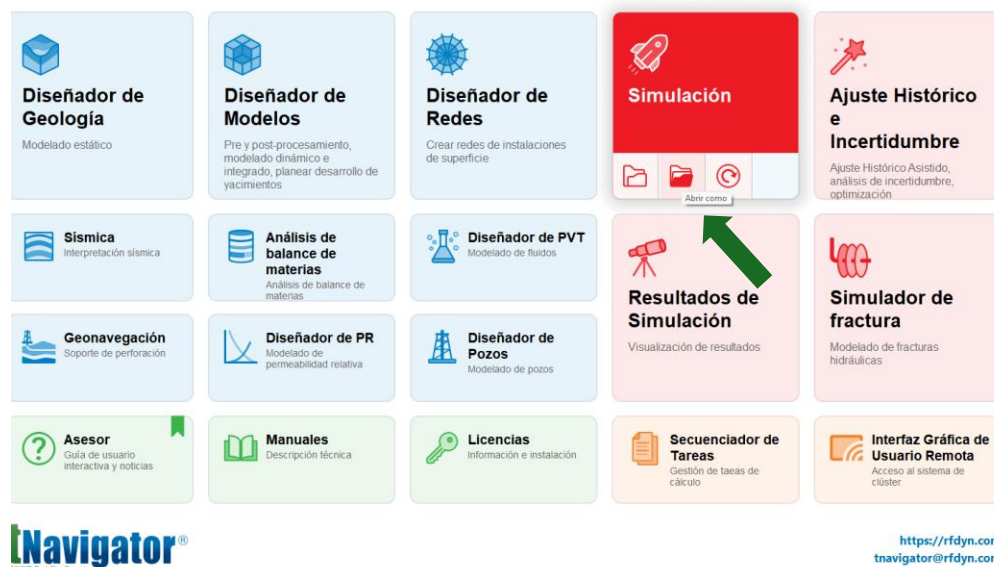 Diseñador de
Geología
Modelado estático
Diseñador de
Modelos
Pre y post-procesamiento,
modelado dinámico e
integrado, planear desarrollo de
yacimientos
Diseñador de
Redes
Crear redes de instalaciones
de superficie
Simulación
Abrir como
Ajuste Histórico
e
Incertidumbre
Ajuste Histórico Asistido,
análisis de incertidumbre,
optimización
Sísmica
Interpretación sísmica
Análisis de
balance de
materias
Análisis de balance de
materias
Diseñador de PVT
Modelado de fluidos
Resultados de
Simulación
Visualización de resultados
Simulador de
fractura
Modelado de fracturas
hidráulicas
Geonavegación
Soporte de perforación
Diseñador de PR
Modelado de
permeabilidad relativa
Diseñador de
Pozos
Modelado de pozos
Asesor
Guía de usuario
interactiva y noticias
Manuales
Descripción técnica
Licencias
Información e instalación
Secuenciador de
Tareas
Gestión de taeas de
cálculo
Interfaz Gráfica de
Usuario Remota
Acceso al sistema de
clúster
tNavigator®
https://rfdyn.con
tnavigator@rfdyn.con